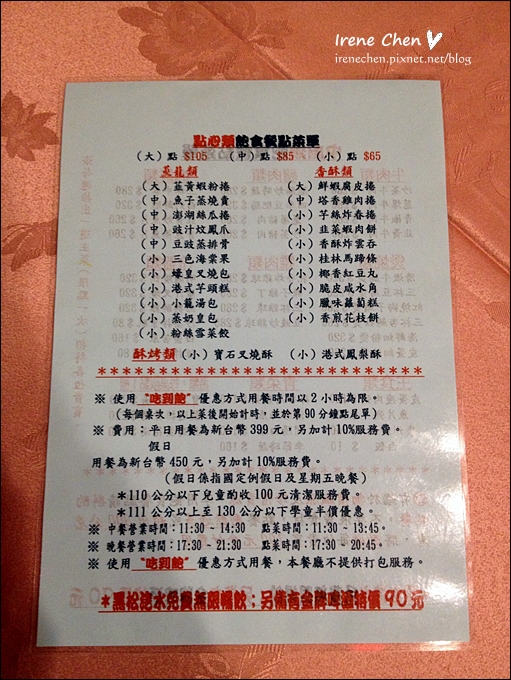 Irene Chen
irenechen.pixnet.net/blog
點心類飽食餐點菜單
（大）點 $105 （中）點 $85 （小）點 $65
蒸籠類 香酥類
（大）韮黃蝦粉捲 （大）鮮蝦腐皮捲
（中）魚子蒸燒賣 （中）塔香雞肉捲
（中）澎湖絲瓜捲 （小）芋絲炸春捲
（中）豉汁炆鳳爪 （小）韭菜蝦肉餅
（中）豆豉蒸排骨 （小）香酥炸雲吞
（小）三色海棠果 （小）桂林馬蹄條
（小）蠔皇叉燒包 （小）椰香紅豆丸
（小）港式芋頭糕 （小）脆皮咸水角
（小）小籠湯包 （小）臘味蘿蔔糕
（小）蒸奶皇包 （小）香煎花枝餅
（小）粉絲雪菜餃
酥烤類（小）寶石叉燒酥 （小）港式鳳梨酥
＊＊＊＊＊＊＊＊＊＊＊＊＊＊＊＊＊＊＊＊＊＊＊＊＊
※ 使用“吃到飽”優惠方式用餐時間以 2 小時為限。
（每個桌次，以上菜後開始計時，並於第 90 分鐘點尾單）
※ 費用：平日用餐為新台幣 399 元，另加計 10%服務費。
假日
用餐為新台幣 450 元，另加計 10%服務費。
（假日係指國定例假日及星期五晚餐）
＊110 公分以下兒童酌收 100 元清潔服務費。
＊111 公分以上至 130 公分以下學童半價優惠。
※ 中餐營業時間：11:30 ~ 14:30 點菜時間：11:30 ~ 13:45。
※ 晚餐營業時間：17:30 ~ 21:30 點菜時間：17:30 ~ 20:45。
※ 使用“吃到飽”優惠方式用餐，本餐廳不提供打包服務。
＊黑松汽水免費無限暢飲；另備有金牌啤酒特價 90 元